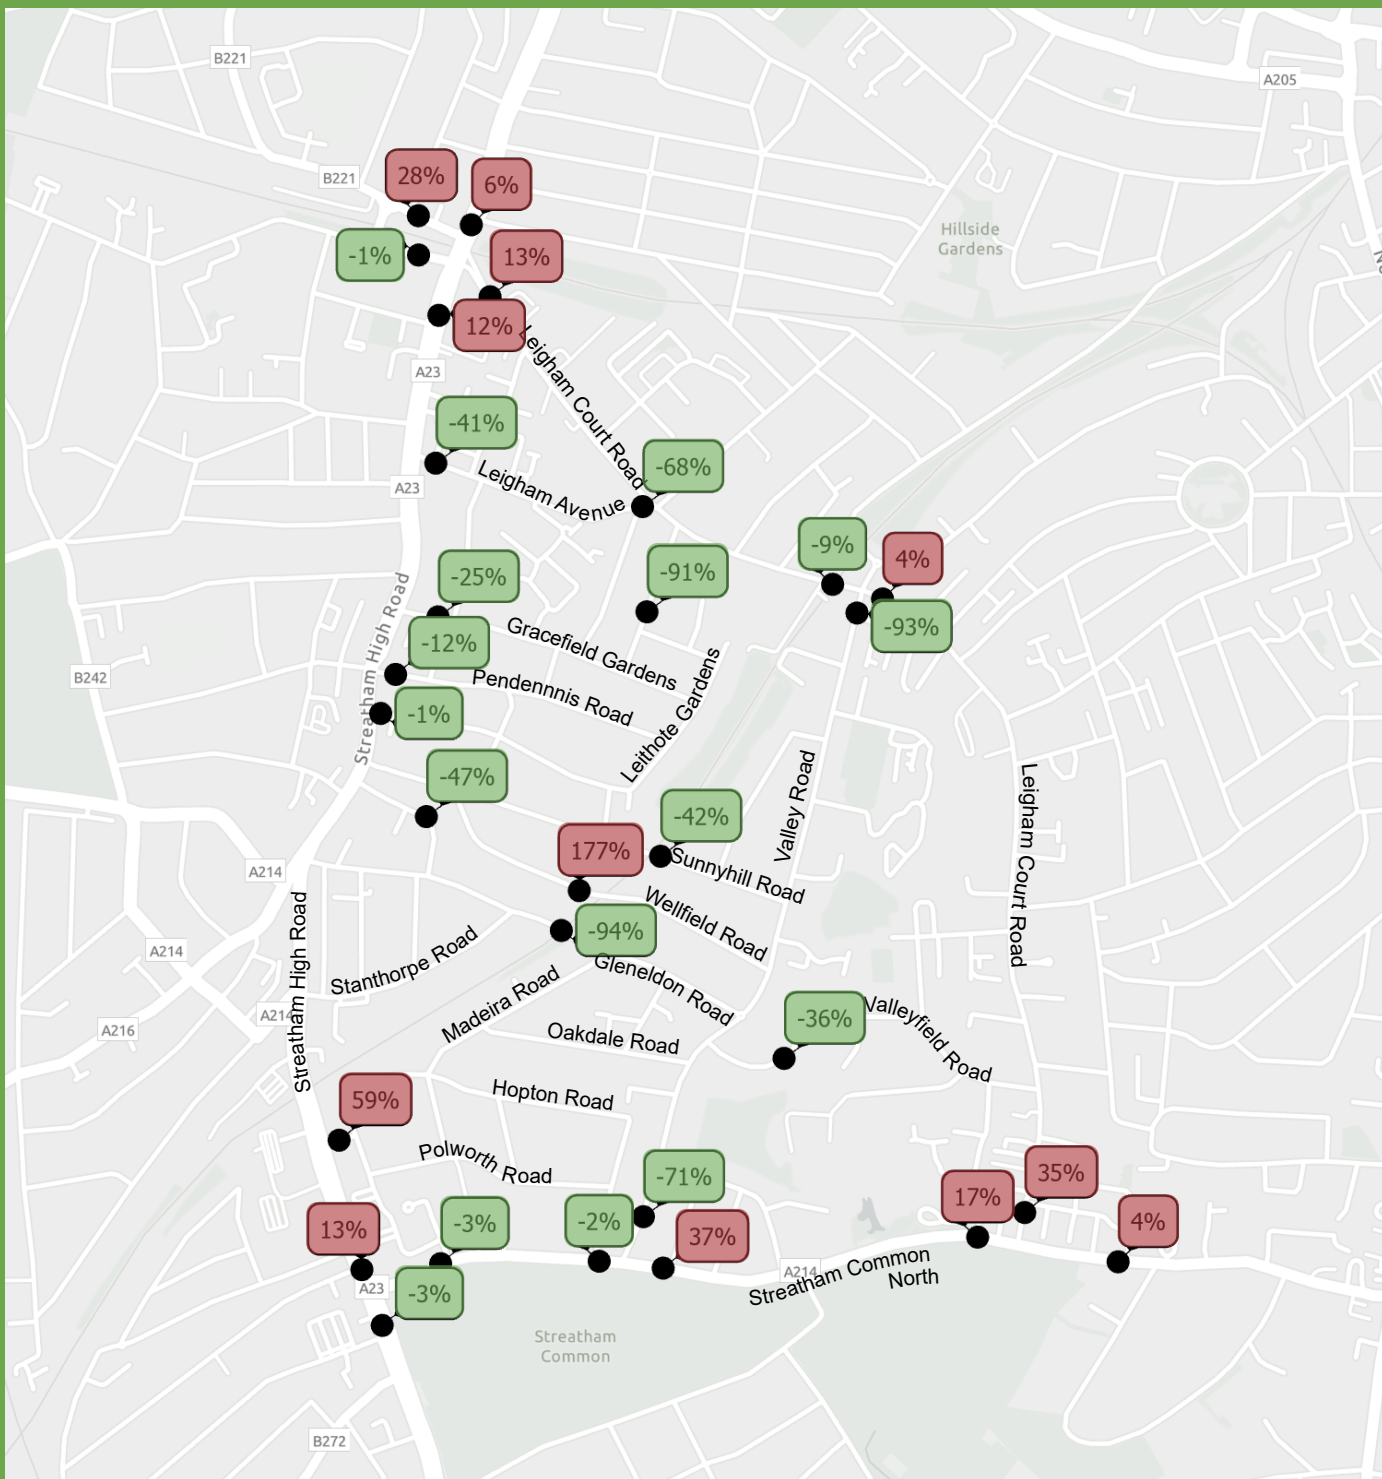 B221
A205
B221
28%
6%
Hillside
Gardens
-1%
13%
12%
Leigham Court Road
A23
-41%
-68%
Leigham Avenue
A23
-9%
4%
-25%
-91%
-93%
Streatham High Road
-12%
Gracefield Gardens
B242
Pendennnis Road
Leithote Gardens
-1%
-47%
Valley Road
Leigham Court Road
-42%
177%
Sunnyhill Road
A214
Wellfield Road
-94%
Streatham High Road
Stanthorpe Road
A214
Gleneldon Road
Madeira Road
A214
A216
Oakdale Road
-36%
Valleyfield Road
59%
Hopton Road
Polworth Road
-71%
35%
17%
13%
-3%
-2%
37%
4%
A214
A23
-3%
Streatham Common
North
Streatham
Common
B272